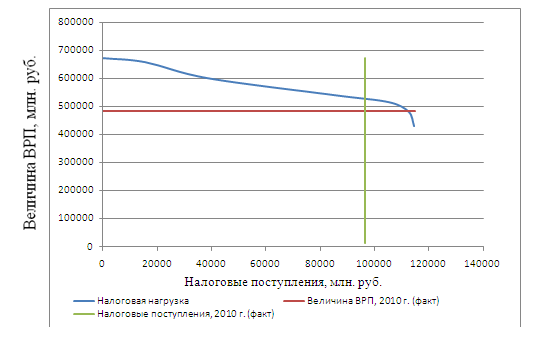 Величина ВРП, млн. руб.
800000
700000
600000
500000
400000
300000
200000
100000
0
0 20000 40000 60000 80000 100000 120000 140000
Налоговые поступления, млн. руб.
Налоговая нагрузка
Величина ВРП, 2010 г. (факт)
Налоговые поступления, 2010 г. (факт)